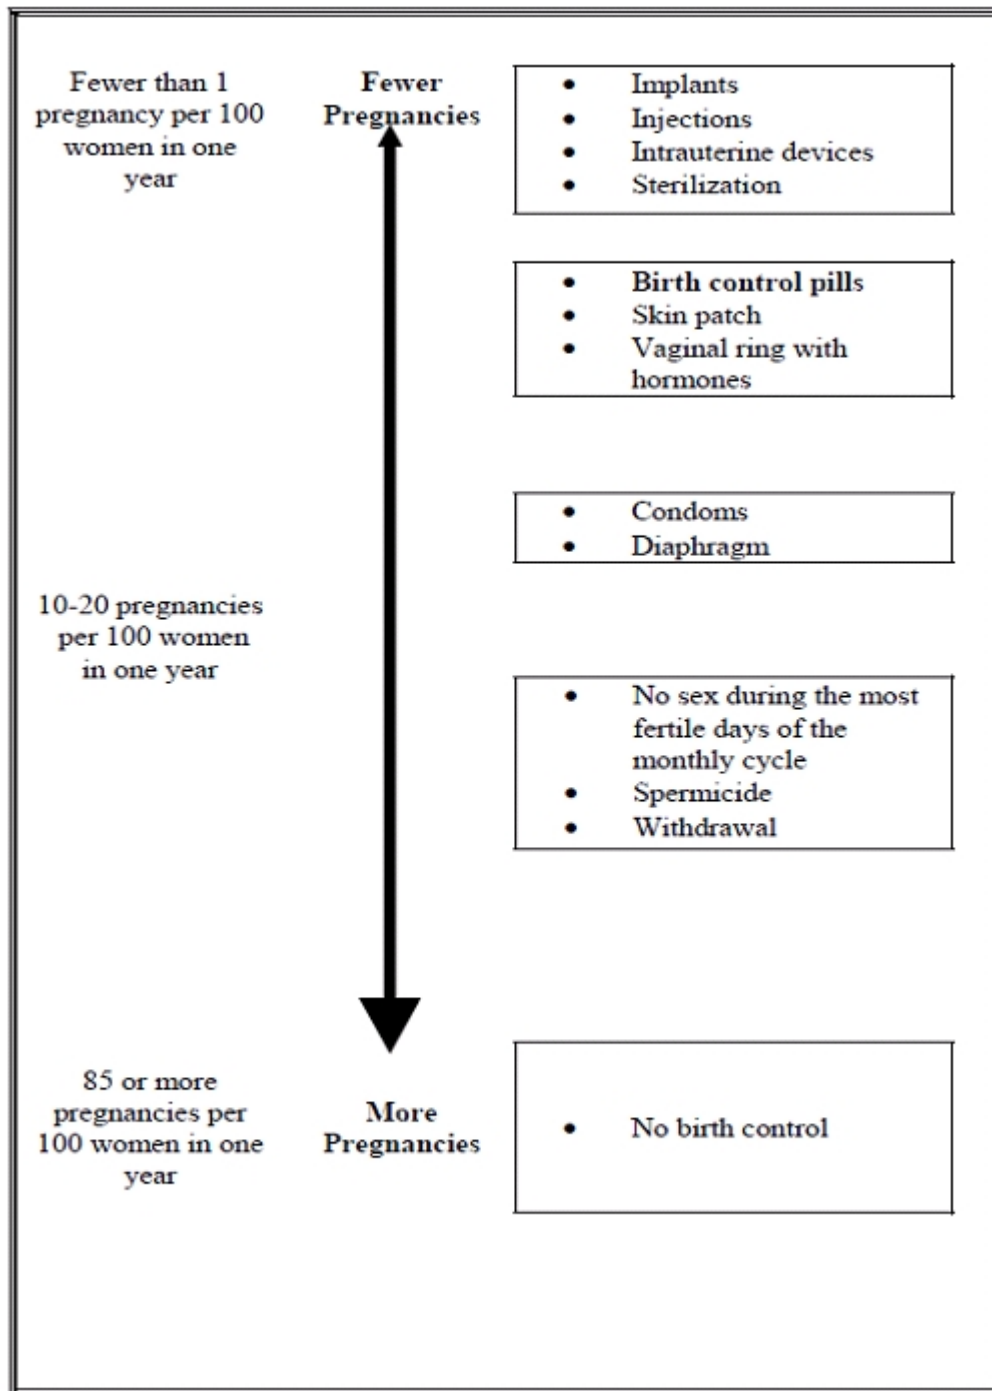 Fewer than 1
pregnancy per 100
women in one
year
Fewer
Pregnancies
• Implants
• Injections
• Intrauterine devices
• Sterilization
• Birth control pills
• Skin patch
• Vaginal ring with
hormones
• Condoms
• Diaphragm
10-20 pregnancies
per 100 women
in one year
• No sex during the most
fertile days of the
monthly cycle
• Spermicide
• Withdrawal
85 or more
pregnancies per
100 women in one
year
More
Pregnancies
• No birth control